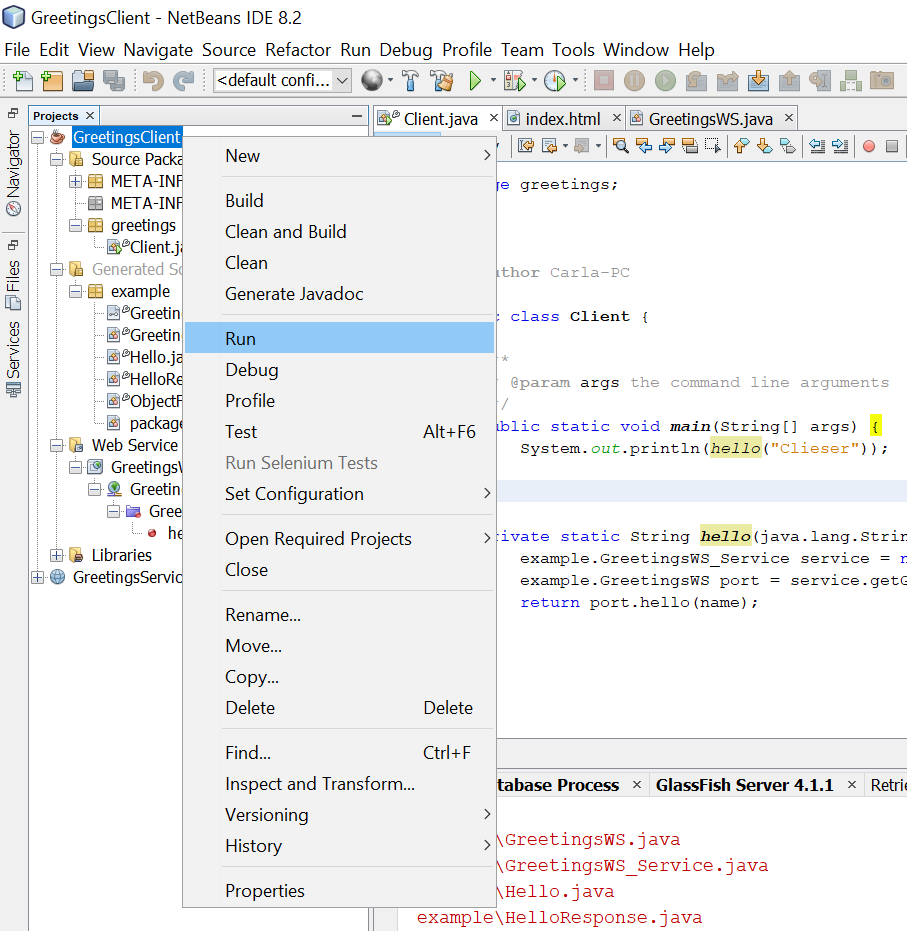 GreetingsClient - NetBeans IDE 8.2
File Edit View Navigate Source Refactor Run Debug Profile Team Tools Window Help
<default confi...
Projects
Navigator
Files
Services
GreetingsClient
Source Packa
META-INF
META-INF
greetings
Client.ja
Generated So
example
Greetin
Greetin
Hello.ja
HelloRe
ObjectF
package
Web Service
GreetingsW
Greetin
Gree
he
Libraries
GreetingsServic
New
Build
Clean and Build
Clean
Generate Javadoc
Run
Debug
Profile
Test Alt+F6
Run Selenium Tests
Set Configuration
Open Required Projects
Close
Rename...
Move...
Copy...
Delete Delete
Find... Ctrl+F
Inspect and Transform...
Versioning
History
Properties
Client.java index.html GreetingsWS.java
ge greetings;
thor Carla-PC
c class Client {
*
@param args the command line arguments
/
blic static void main(String[] args) {
System.out.println(hello("Clieser"));
ivate static String hello(java.lang.Strin
example.GreetingsWS_Service service = n
example.GreetingsWS port = service.getG
return port.hello(name);
tabase Process GlassFish Server 4.1.1 Retrie
\GreetingsWS.java
\GreetingsWS_Service.java
\Hello.java
example\HelloResponse.java